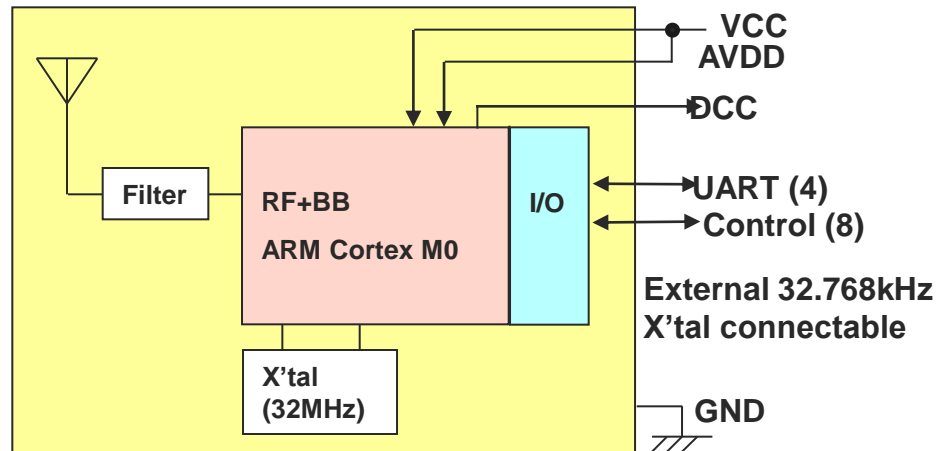 VCC
AVDD
DCC
Filter
RF+BB
ARM Cortex M0
I/O
UART (4)
Control (8)
External 32.768kHz
X'tal connectable
X'tal
(32MHz)
GND